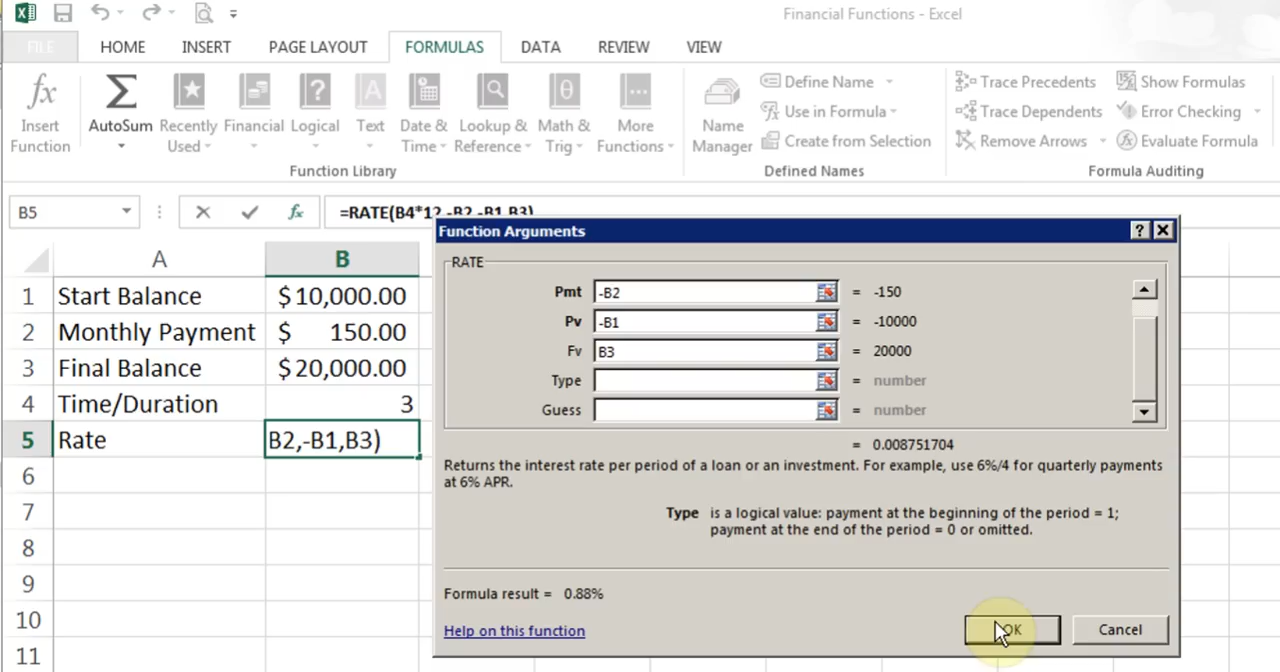 Financial Functions - Excel
FILE HOME INSERT PAGE LAYOUT FORMULAS DATA REVIEW VIEW
fx Insert Function
Σ AutoSum
Recently Used
Financial
Logical
Text
Date & Time
Lookup & Reference
Math & Trig
More Functions
Function Library
Name Manager
Define Name
Use in Formula
Create from Selection
Defined Names
Trace Precedents
Trace Dependents
Remove Arrows
Show Formulas
Error Checking
Evaluate Formula
Formula Auditing
B5 fx =RATE(B4*12,-B2,-B1,B3)
A B
1 Start Balance $10,000.00
2 Monthly Payment $ 150.00
3 Final Balance $20,000.00
4 Time/Duration 3
5 Rate B2,-B1,B3)
6
7
8
9
10
11
Function Arguments
RATE
Pmt -B2 = -150
Pv -B1 = -10000
Fv B3 = 20000
Type = number
Guess = number
= 0.008751704
Returns the interest rate per period of a loan or an investment. For example, use 6%/4 for quarterly payments
at 6% APR.
Type is a logical value: payment at the beginning of the period = 1;
payment at the end of the period = 0 or omitted.
Formula result = 0.88%
Help on this function
OK Cancel